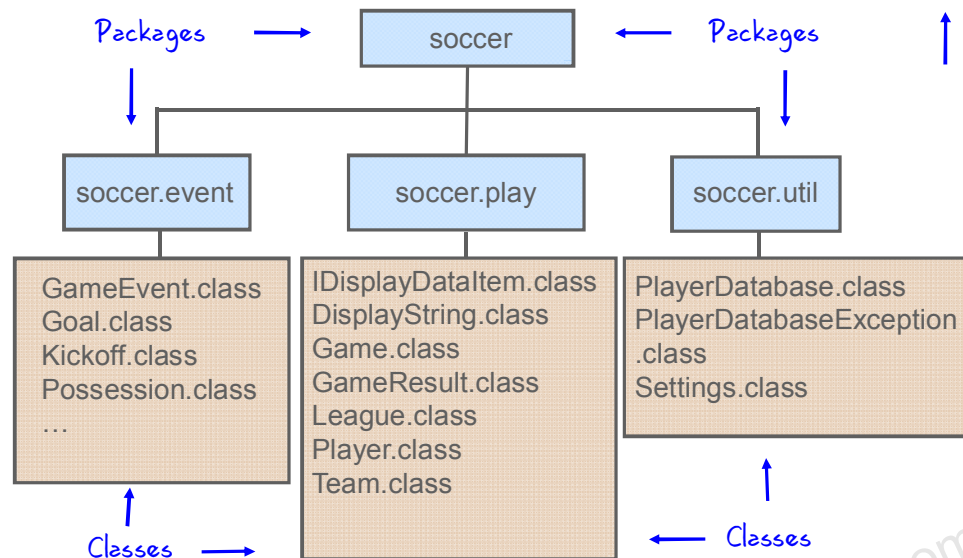 Packages
soccer
Packages
soccer.event
soccer.play
soccer.util
GameEvent.class
Goal.class
Kickoff.class
Possession.class
...
IDisplayDataItem.class
DisplayString.class
Game.class
GameResult.class
League.class
Player.class
Team.class
PlayerDatabase.class
PlayerDatabaseException
.class
Settings.class
Classes
Classes